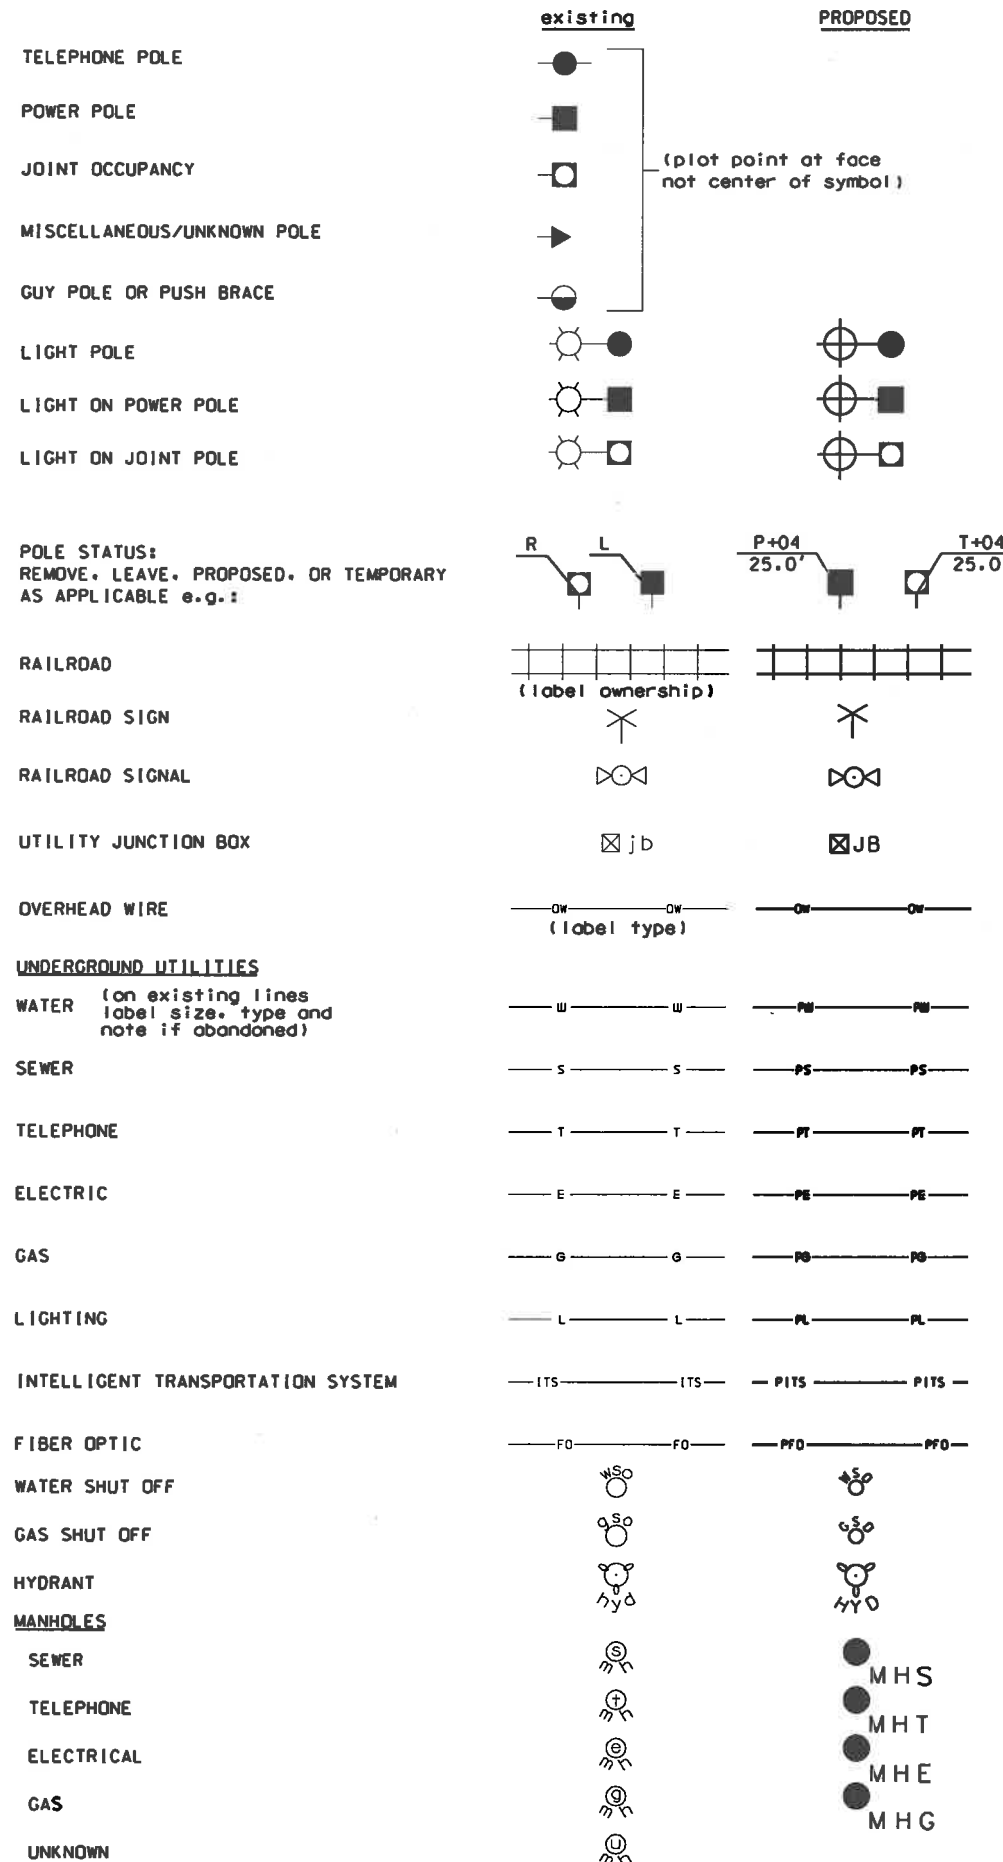 existing PROPOSED
TELEPHONE POLE
POWER POLE
JOINT OCCUPANCY
(plot point at face
not center of symbol)
MISCELLANEOUS/UNKNOWN POLE
GUY POLE OR PUSH BRACE
LIGHT POLE
LIGHT ON POWER POLE
LIGHT ON JOINT POLE
POLE STATUS:
REMOVE, LEAVE, PROPOSED, OR TEMPORARY
AS APPLICABLE e.g.:
R L P+04 T+04
25.0' 25.0
RAILROAD
(label ownership)
RAILROAD SIGN
RAILROAD SIGNAL
UTILITY JUNCTION BOX jb JB
OVERHEAD WIRE OW OW OW OW
(label type)
UNDERGROUND UTILITIES
WATER (on existing lines
label size, type and
note if abandoned)
W W PW PW
SEWER S S PS PS
TELEPHONE T T PT PT
ELECTRIC E E PE PE
GAS G G PG PG
LIGHTING L L PL PL
INTELLIGENT TRANSPORTATION SYSTEM ITS ITS PITS PITS
FIBER OPTIC FO FO PFO PFO
WATER SHUT OFF wso WSO
GAS SHUT OFF gso GSO
HYDRANT hyd HYD
MANHOLES
SEWER s mh MHS
TELEPHONE t mh MHT
ELECTRICAL e mh MHE
GAS g mh MHG
UNKNOWN u mh